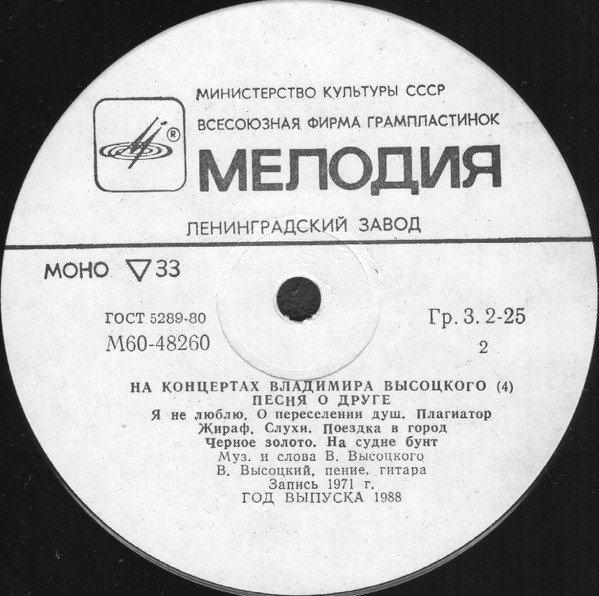 МИНИСТЕРСТВО КУЛЬТУРЫ СССР
ВСЕСОЮЗНАЯ ФИРМА ГРАМПЛАСТИНОК
®
МЕЛОДИЯ
ЛЕНИНГРАДСКИЙ ЗАВОД
МОНО ▽ 33
ГОСТ 5289-80
Гр. 3. 2-25
М60-48260
2
НА КОНЦЕРТАХ ВЛАДИМИРА ВЫСОЦКОГО (4)
ПЕСНЯ О ДРУГЕ
Я не люблю. О переселении душ. Плагиатор
Жираф. Слухи. Поездка в город
Черное золото. На судне бунт
Муз. и слова В. Высоцкого
В. Высоцкий, пение, гитара
Запись 1971 г.
ГОД ВЫПУСКА 1988